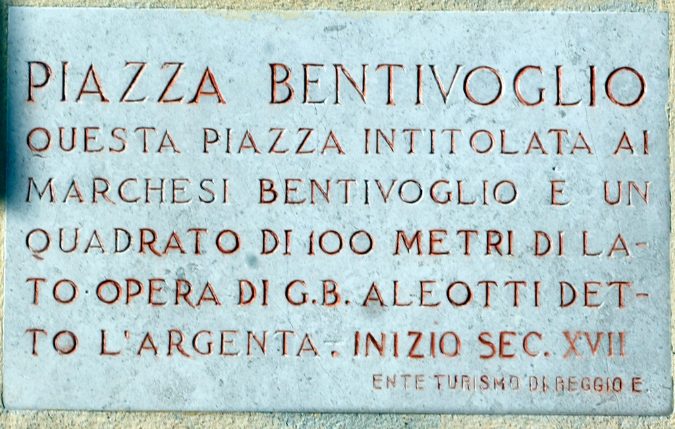 PIAZZA BENTIVOGLIO
QUESTA PIAZZA INTITOLATA AI
MARCHESI BENTIVOGLIO E UN
QUADRATO DI 100 METRI DI LA-
TO·OPERA DI G.B. ALEOTTI DET-
TO L'ARGENTA. INIZIO SEC. XVII
ENTE TURISMO DI REGGIO E.